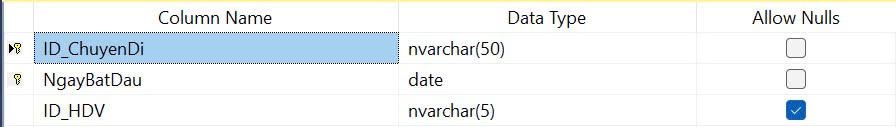 Column Name Data Type Allow Nulls
ID_ChuyenDi nvarchar(50)
NgayBatDau date
ID_HDV nvarchar(5)